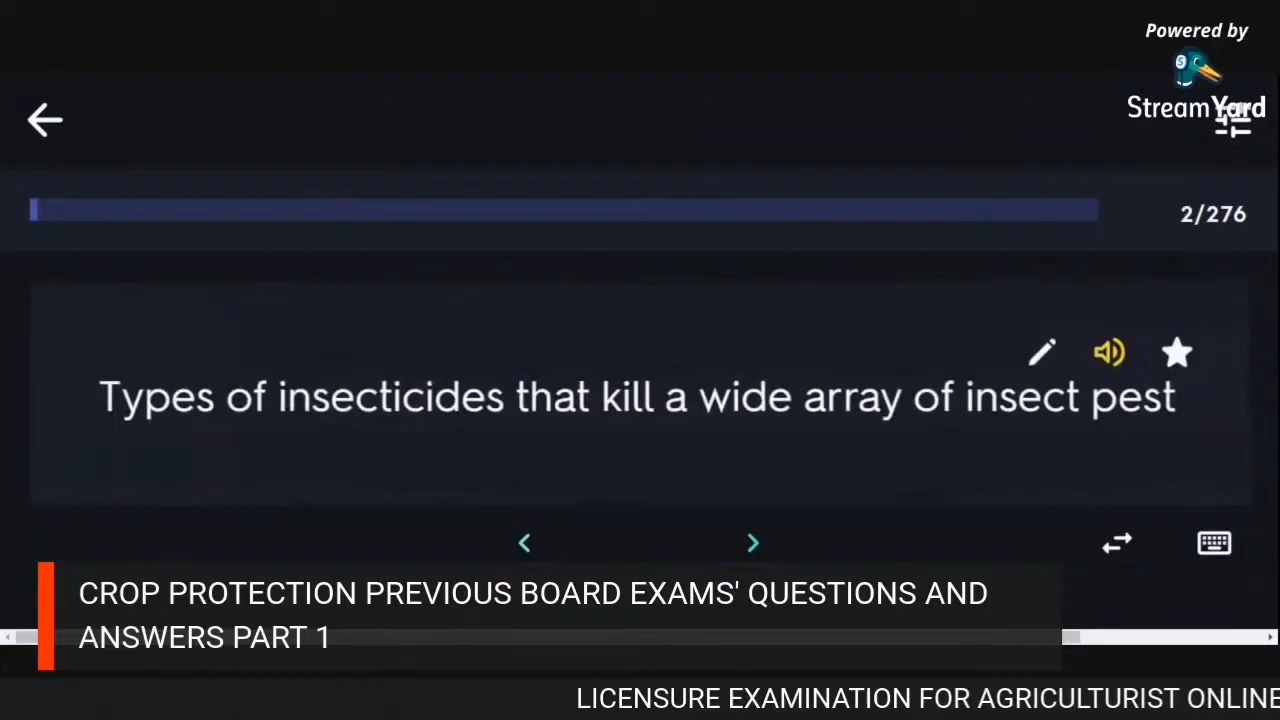 Powered by
StreamYard
2/276
Types of insecticides that kill a wide array of insect pest
CROP PROTECTION PREVIOUS BOARD EXAMS' QUESTIONS AND
ANSWERS PART 1
LICENSURE EXAMINATION FOR AGRICULTURIST ONLINE